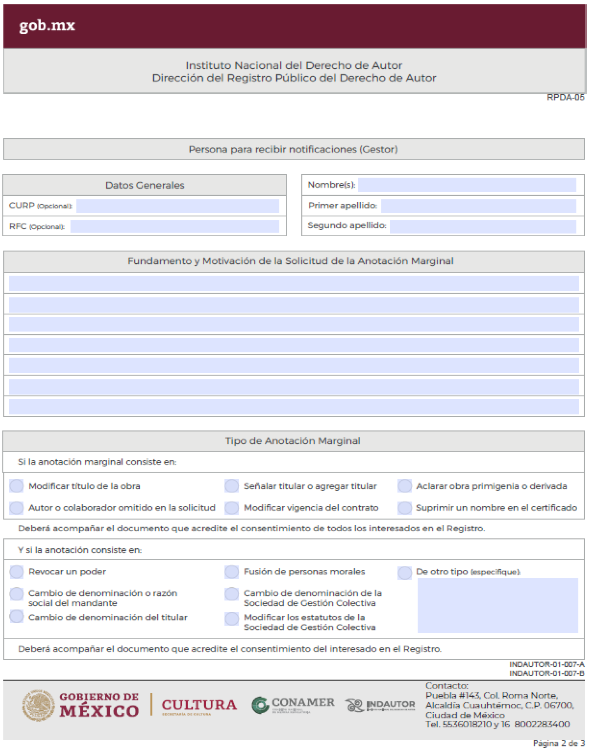 gob.mx
Instituto Nacional del Derecho de Autor
Dirección del Registro Público del Derecho de Autor
RPDA-05
Persona para recibir notificaciones (Gestor)
Datos Generales
CURP (Opcional):
RFC (Opcional):
Nombre(s):
Primer apellido:
Segundo apellido:
Fundamento y Motivación de la Solicitud de la Anotación Marginal
Tipo de Anotación Marginal
Si la anotación marginal consiste en:
Modificar título de la obra
Señalar titular o agregar titular
Aclarar obra primigenia o derivada
Autor o colaborador omitido en la solicitud
Modificar vigencia del contrato
Suprimir un nombre en el certificado
Deberá acompañar el documento que acredite el consentimiento de todos los interesados en el Registro.
Y si la anotación consiste en:
Revocar un poder
Fusión de personas morales
De otro tipo (especifique):
Cambio de denominación o razón
social del mandante
Cambio de denominación de la
Sociedad de Gestión Colectiva
Cambio de denominación del titular
Modificar los estatutos de la
Sociedad de Gestión Colectiva
Deberá acompañar el documento que acredite el consentimiento del interesado en el Registro.
INDAUTOR-01-007-A
INDAUTOR-01-007-B
GOBIERNO DE
MÉXICO
CULTURA
SECRETARÍA DE CULTURA
CONAMER
INDAUTOR
Contacto:
Puebla #143, Col. Roma Norte,
Alcaldía Cuauhtémoc, C.P. 06700,
Ciudad de México
Tel. 5536018210 y 16 8002283400
Página 2 de 3